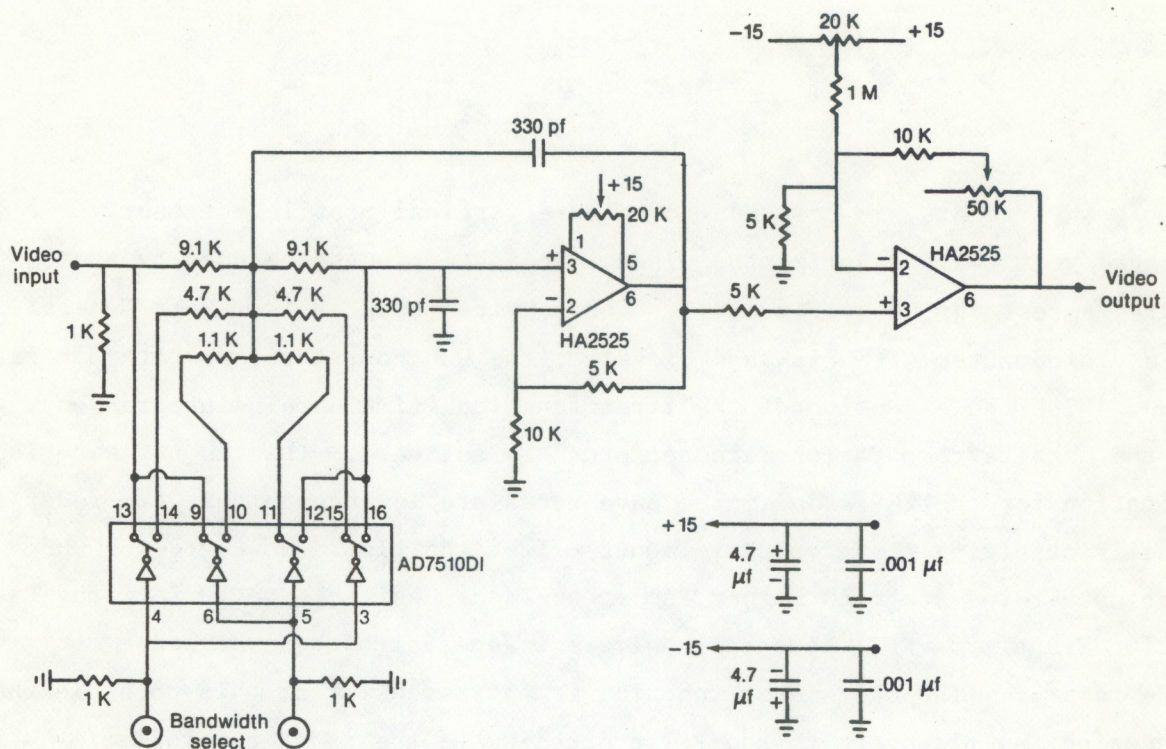 20 K
−15
+15
1 M
330 pf
10 K
+ 15
50 K
20 K
5 K
9.1 K
9.1 K
1
5
HA2525
Video
input
+
3
−
2
6
−
2
+
3
6
Video
output
4.7 K
4.7 K
330 pf
5 K
1 K
HA2525
1.1 K
1.1 K
5 K
10 K
13
14
9
10
11
12
15
16
+15
4.7
μf
+
−
.001 μf
AD7510DI
4
6
5
3
−15
4.7
μf
−
+
.001 μf
1 K
1 K
Bandwidth
select